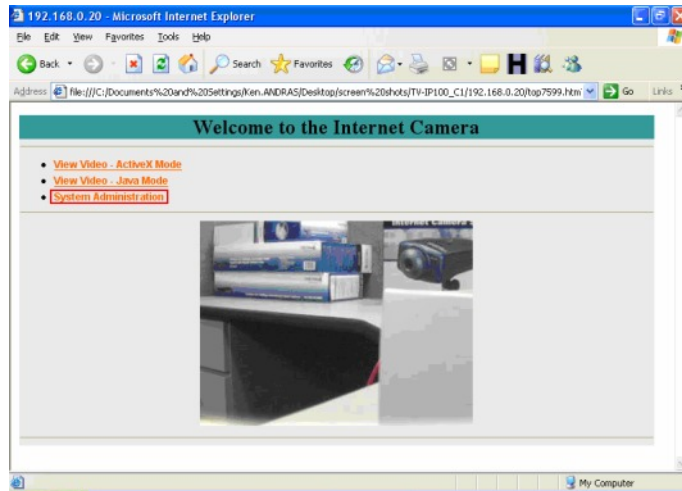 192.168.0.20 - Microsoft Internet Explorer
File Edit View Favorites Tools Help
Back Search Favorites H
Address file:///C:/Documents%20and%20Settings/Ken.ANDRAS/Desktop/screen%20shots/TV-IP100_C1/192.168.0.20/top7599.htm Go Links
Welcome to the Internet Camera
View Video - ActiveX Mode
View Video - Java Mode
System Administration
Internet Camera
My Computer